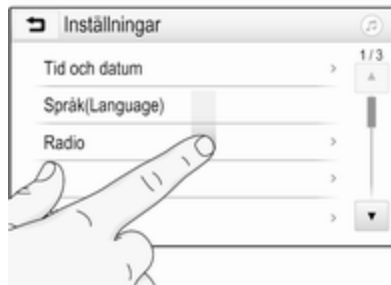 Inställningar
1/3
Tid och datum
Språk(Language)
Radio